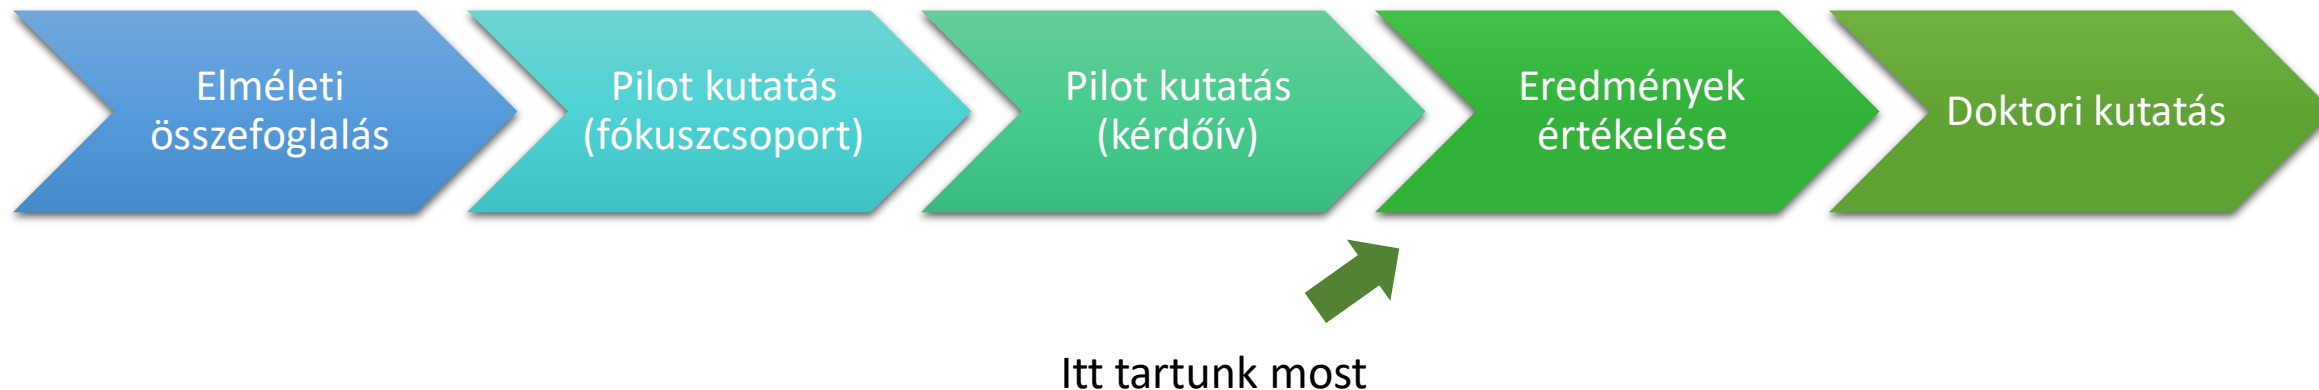 Elméleti
összefoglalás
Pilot kutatás
(fókuszcsoport)
Pilot kutatás
(kérdőív)
Eredmények
értékelése
Doktori kutatás
Itt tartunk most